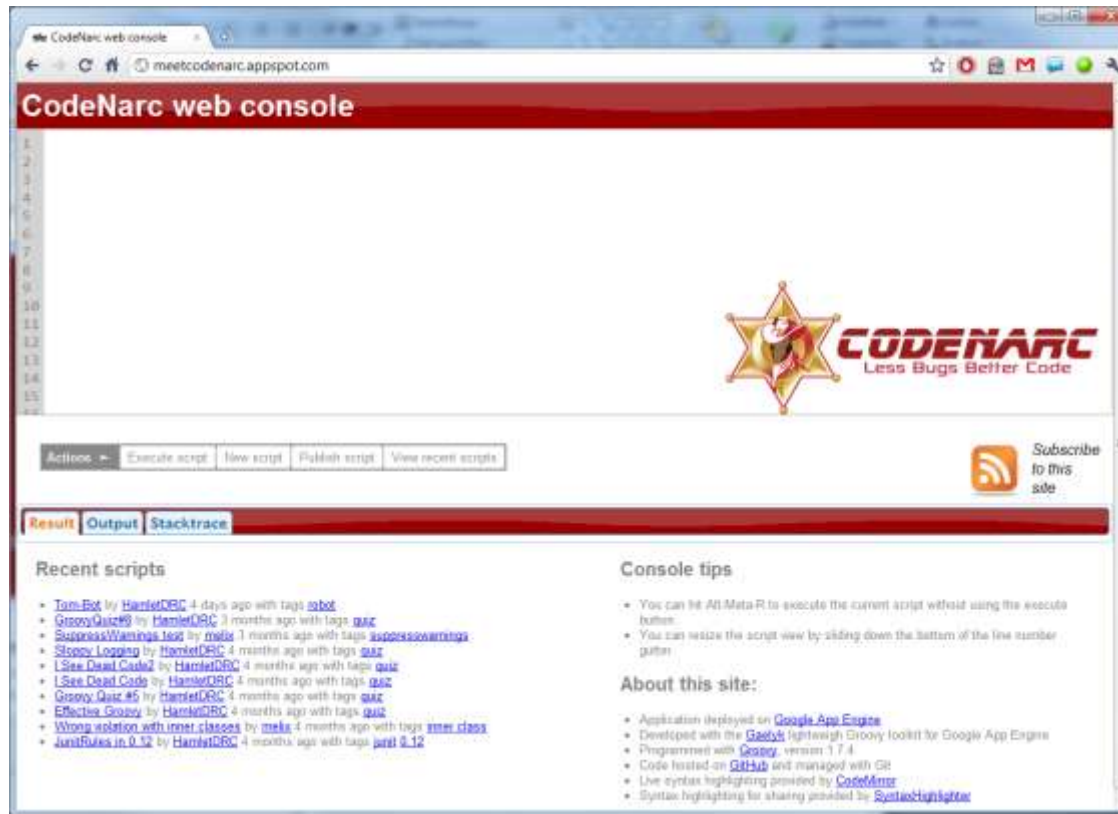 CodeNarc web console
meetcodenarc.appspot.com
CodeNarc web console
1
2
3
4
5
6
7
8
9
10
11
12
13
14
15
CODENARC
Less Bugs Better Code
Actions ► Execute script New script Publish script View recent scripts
Subscribe
to this
site
Result Output Stacktrace
Recent scripts
Tom-Bot by HamletDRC 4 days ago with tags robot
GroovyQuiz#6 by HamletDRC 3 months ago with tags quiz
SuppressWarnings test by melix 3 months ago with tags suppresswarnings
Sloppy Logging by HamletDRC 4 months ago with tags quiz
I See Dead Code2 by HamletDRC 4 months ago with tags quiz
I See Dead Code by HamletDRC 4 months ago with tags quiz
Groovy Quiz #5 by HamletDRC 4 months ago with tags quiz
Effective Groovy by HamletDRC 4 months ago with tags quiz
Wrong violation with inner classes by melix 4 months ago with tags inner class
JunitRules in 0.12 by HamletDRC 4 months ago with tags junit 0.12
Console tips
You can hit Alt-Meta-R to execute the current script without using the execute
button.
You can resize the script view by sliding down the bottom of the line number
gutter.
About this site:
Application deployed on Google App Engine
Developed with the Gaelyk lightweigh Groovy toolkit for Google App Engine
Programmed with Groovy, version 1.7.4
Code hosted on GitHub and managed with Git
Live syntax highlighting provided by CodeMirror
Syntax highlighting for sharing provided by SyntaxHighlighter